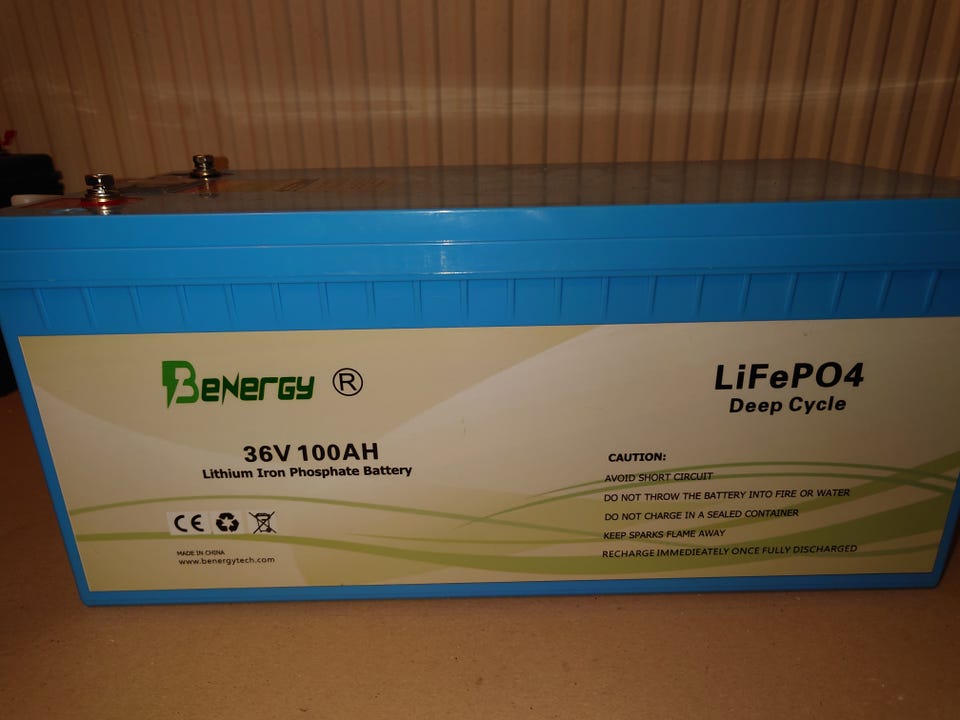 BENERGY ®
36V 100AH
Lithium Iron Phosphate Battery
CE
MADE IN CHINA
www.benergytech.com
LiFePO4
Deep Cycle
CAUTION:
AVOID SHORT CIRCUIT
DO NOT THROW THE BATTERY INTO FIRE OR WATER
DO NOT CHARGE IN A SEALED CONTAINER
KEEP SPARKS FLAME AWAY
RECHARGE IMMEDIEATELY ONCE FULLY DISCHARGED